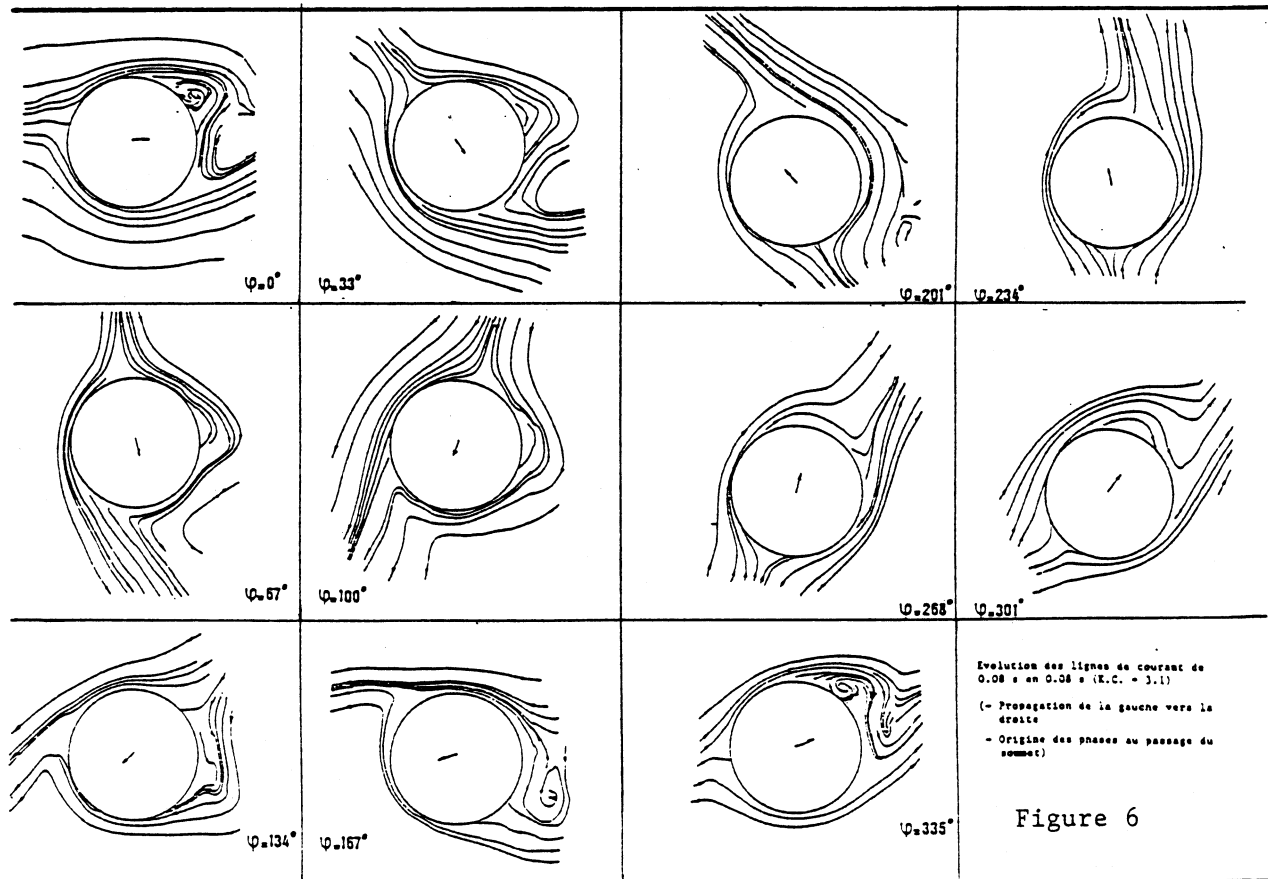 φ=0°
φ=33°
φ=201°
φ=234°
φ=67°
φ=100°
φ=268°
φ=301°
φ=134°
φ=167°
φ=335°
Evolution des lignes de courant de
0.08 s en 0.08 s (K.C. = 3.1)
(- Propagation de la gauche vers la
droite
- Origine des phases au passage du
sommet)
Figure 6